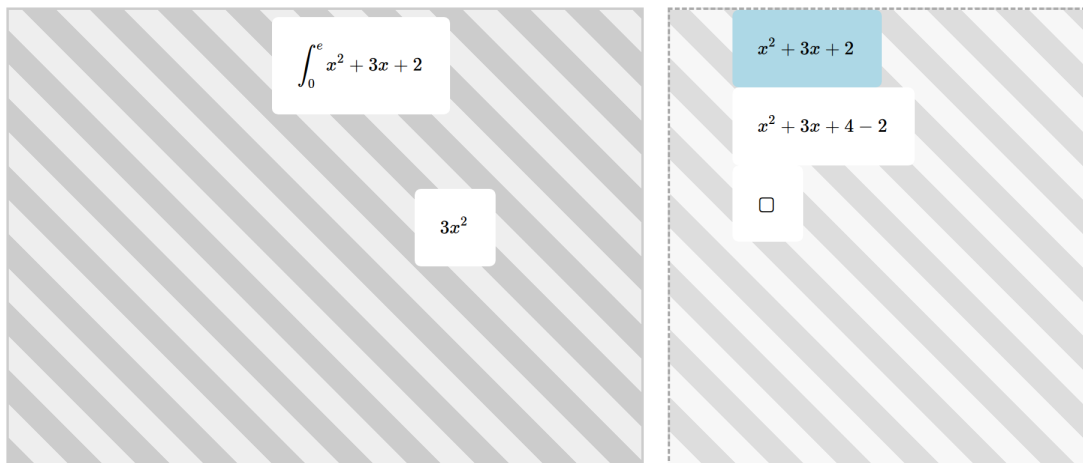 ∫₀ᵉ x² + 3x + 2
3x²
x² + 3x + 2
x² + 3x + 4 − 2
▢